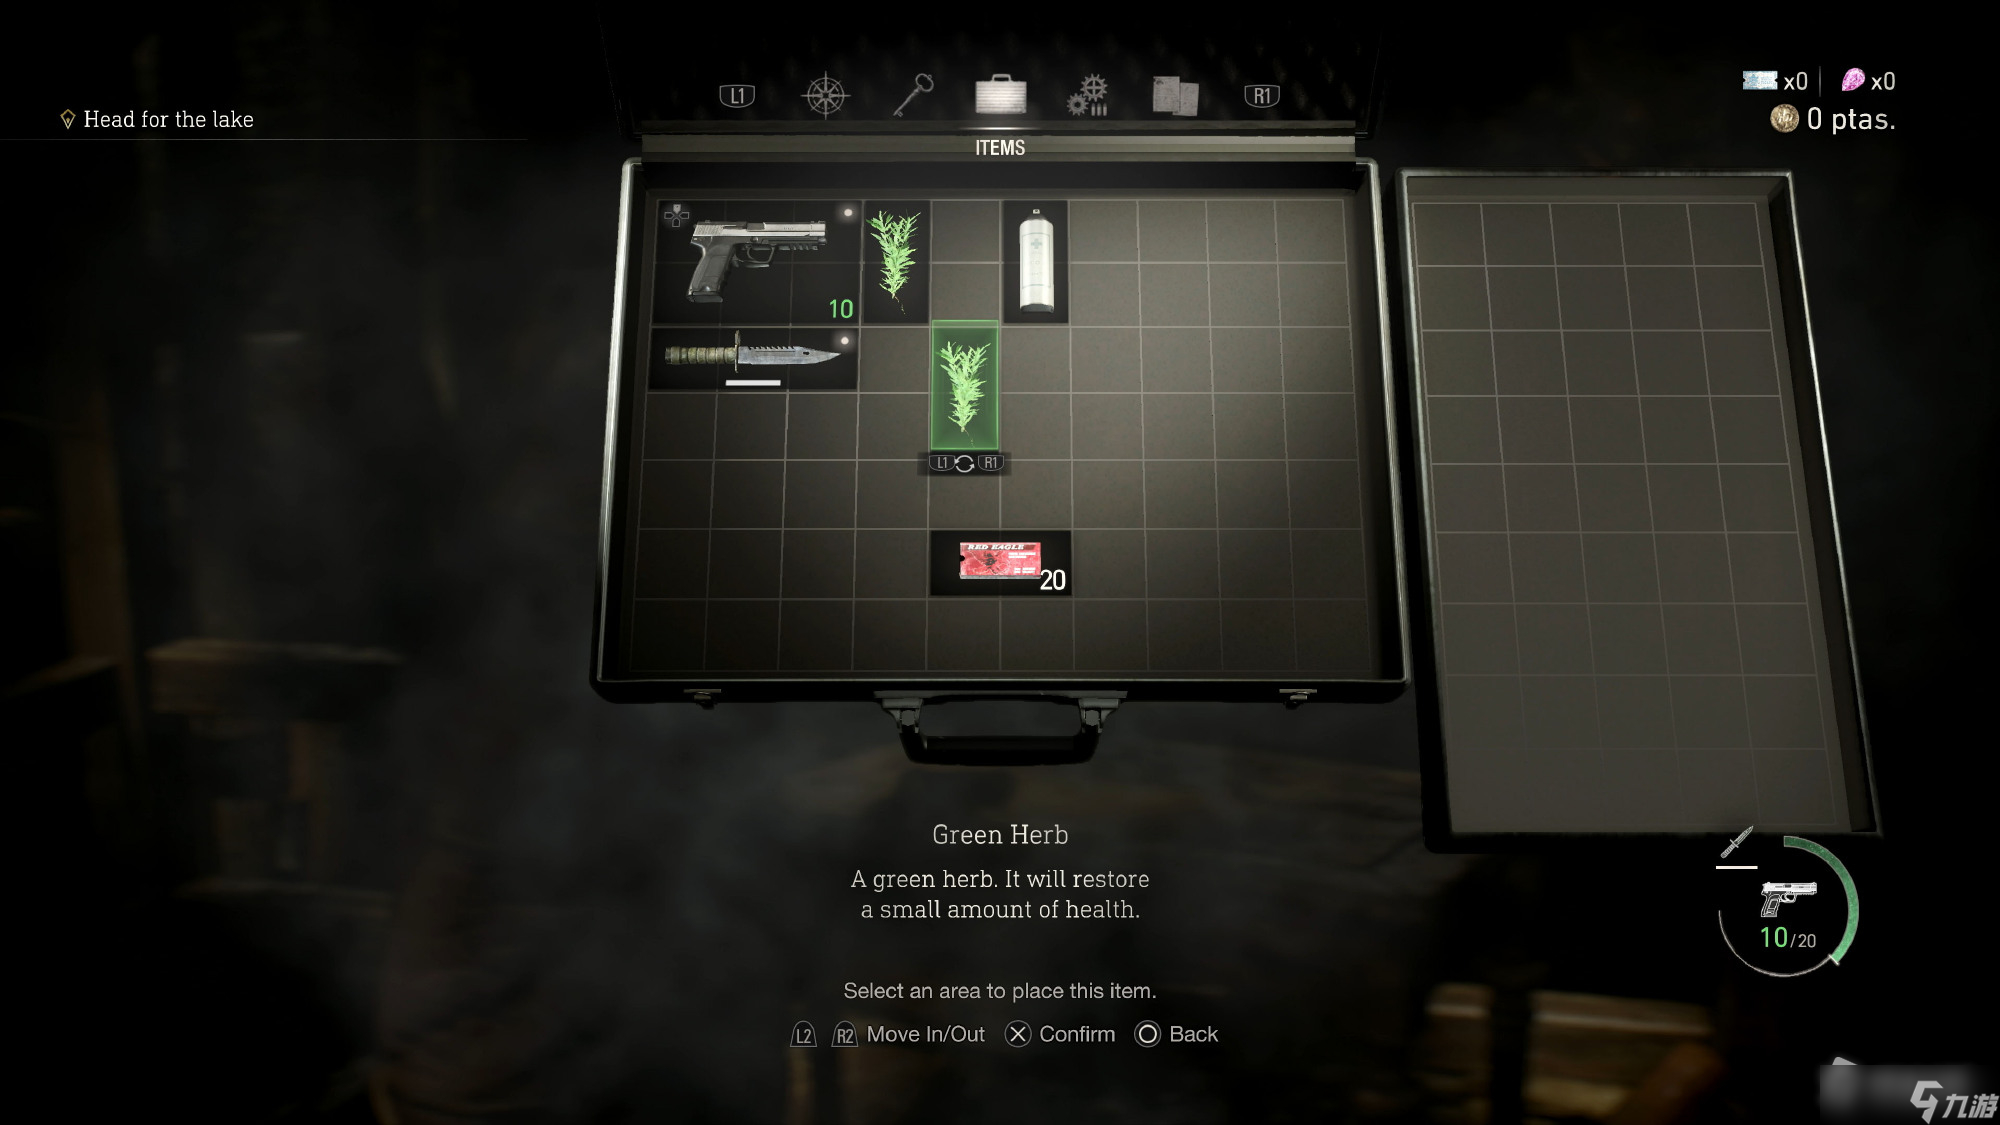 Head for the lake
L1
R1
x0
x0
0 ptas.
ITEMS
10
L1
R1
RED EAGLE
20
Green Herb
A green herb. It will restore
a small amount of health.
10/20
Select an area to place this item.
L2 R2 Move In/Out Confirm Back
九游